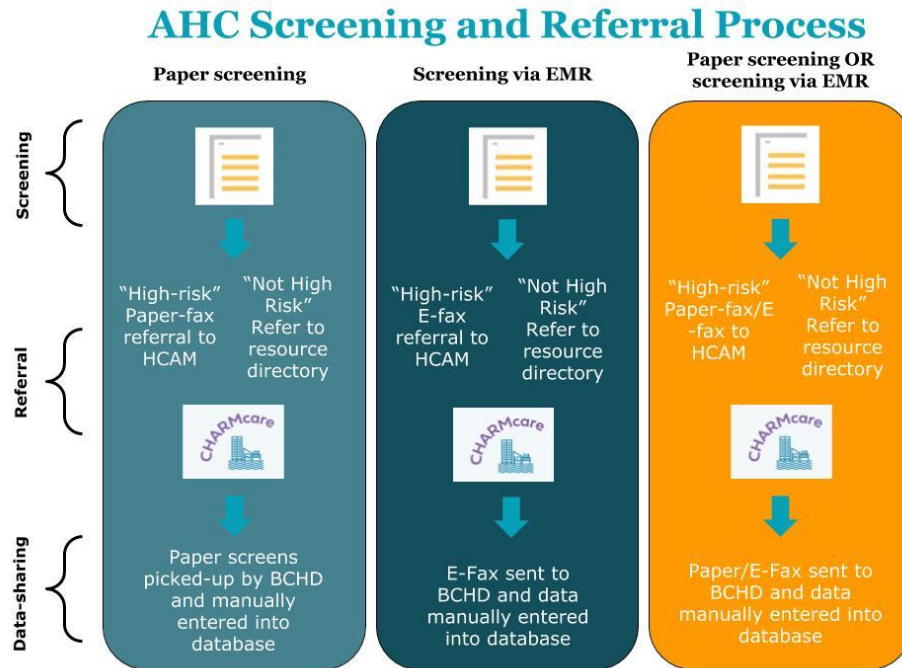 AHC Screening and Referral Process
Paper screening
Screening via EMR
Paper screening OR
screening via EMR
Screening
Referral
Data-sharing
“High-risk”
Paper-fax
referral to
HCAM
“Not High
Risk”
Refer to
resource
directory
CHARMcare
Paper screens
picked-up by BCHD
and manually
entered into
database
“High-risk”
E-fax
referral to
HCAM
“Not High
Risk”
Refer to
resource
directory
CHARMcare
E-Fax sent to
BCHD and data
manually entered
into database
“High-risk”
Paper-fax/E
-fax to
HCAM
“Not High
Risk”
Refer to
resource
directory
CHARMcare
Paper/E-Fax sent to
BCHD and data
manually entered
into database